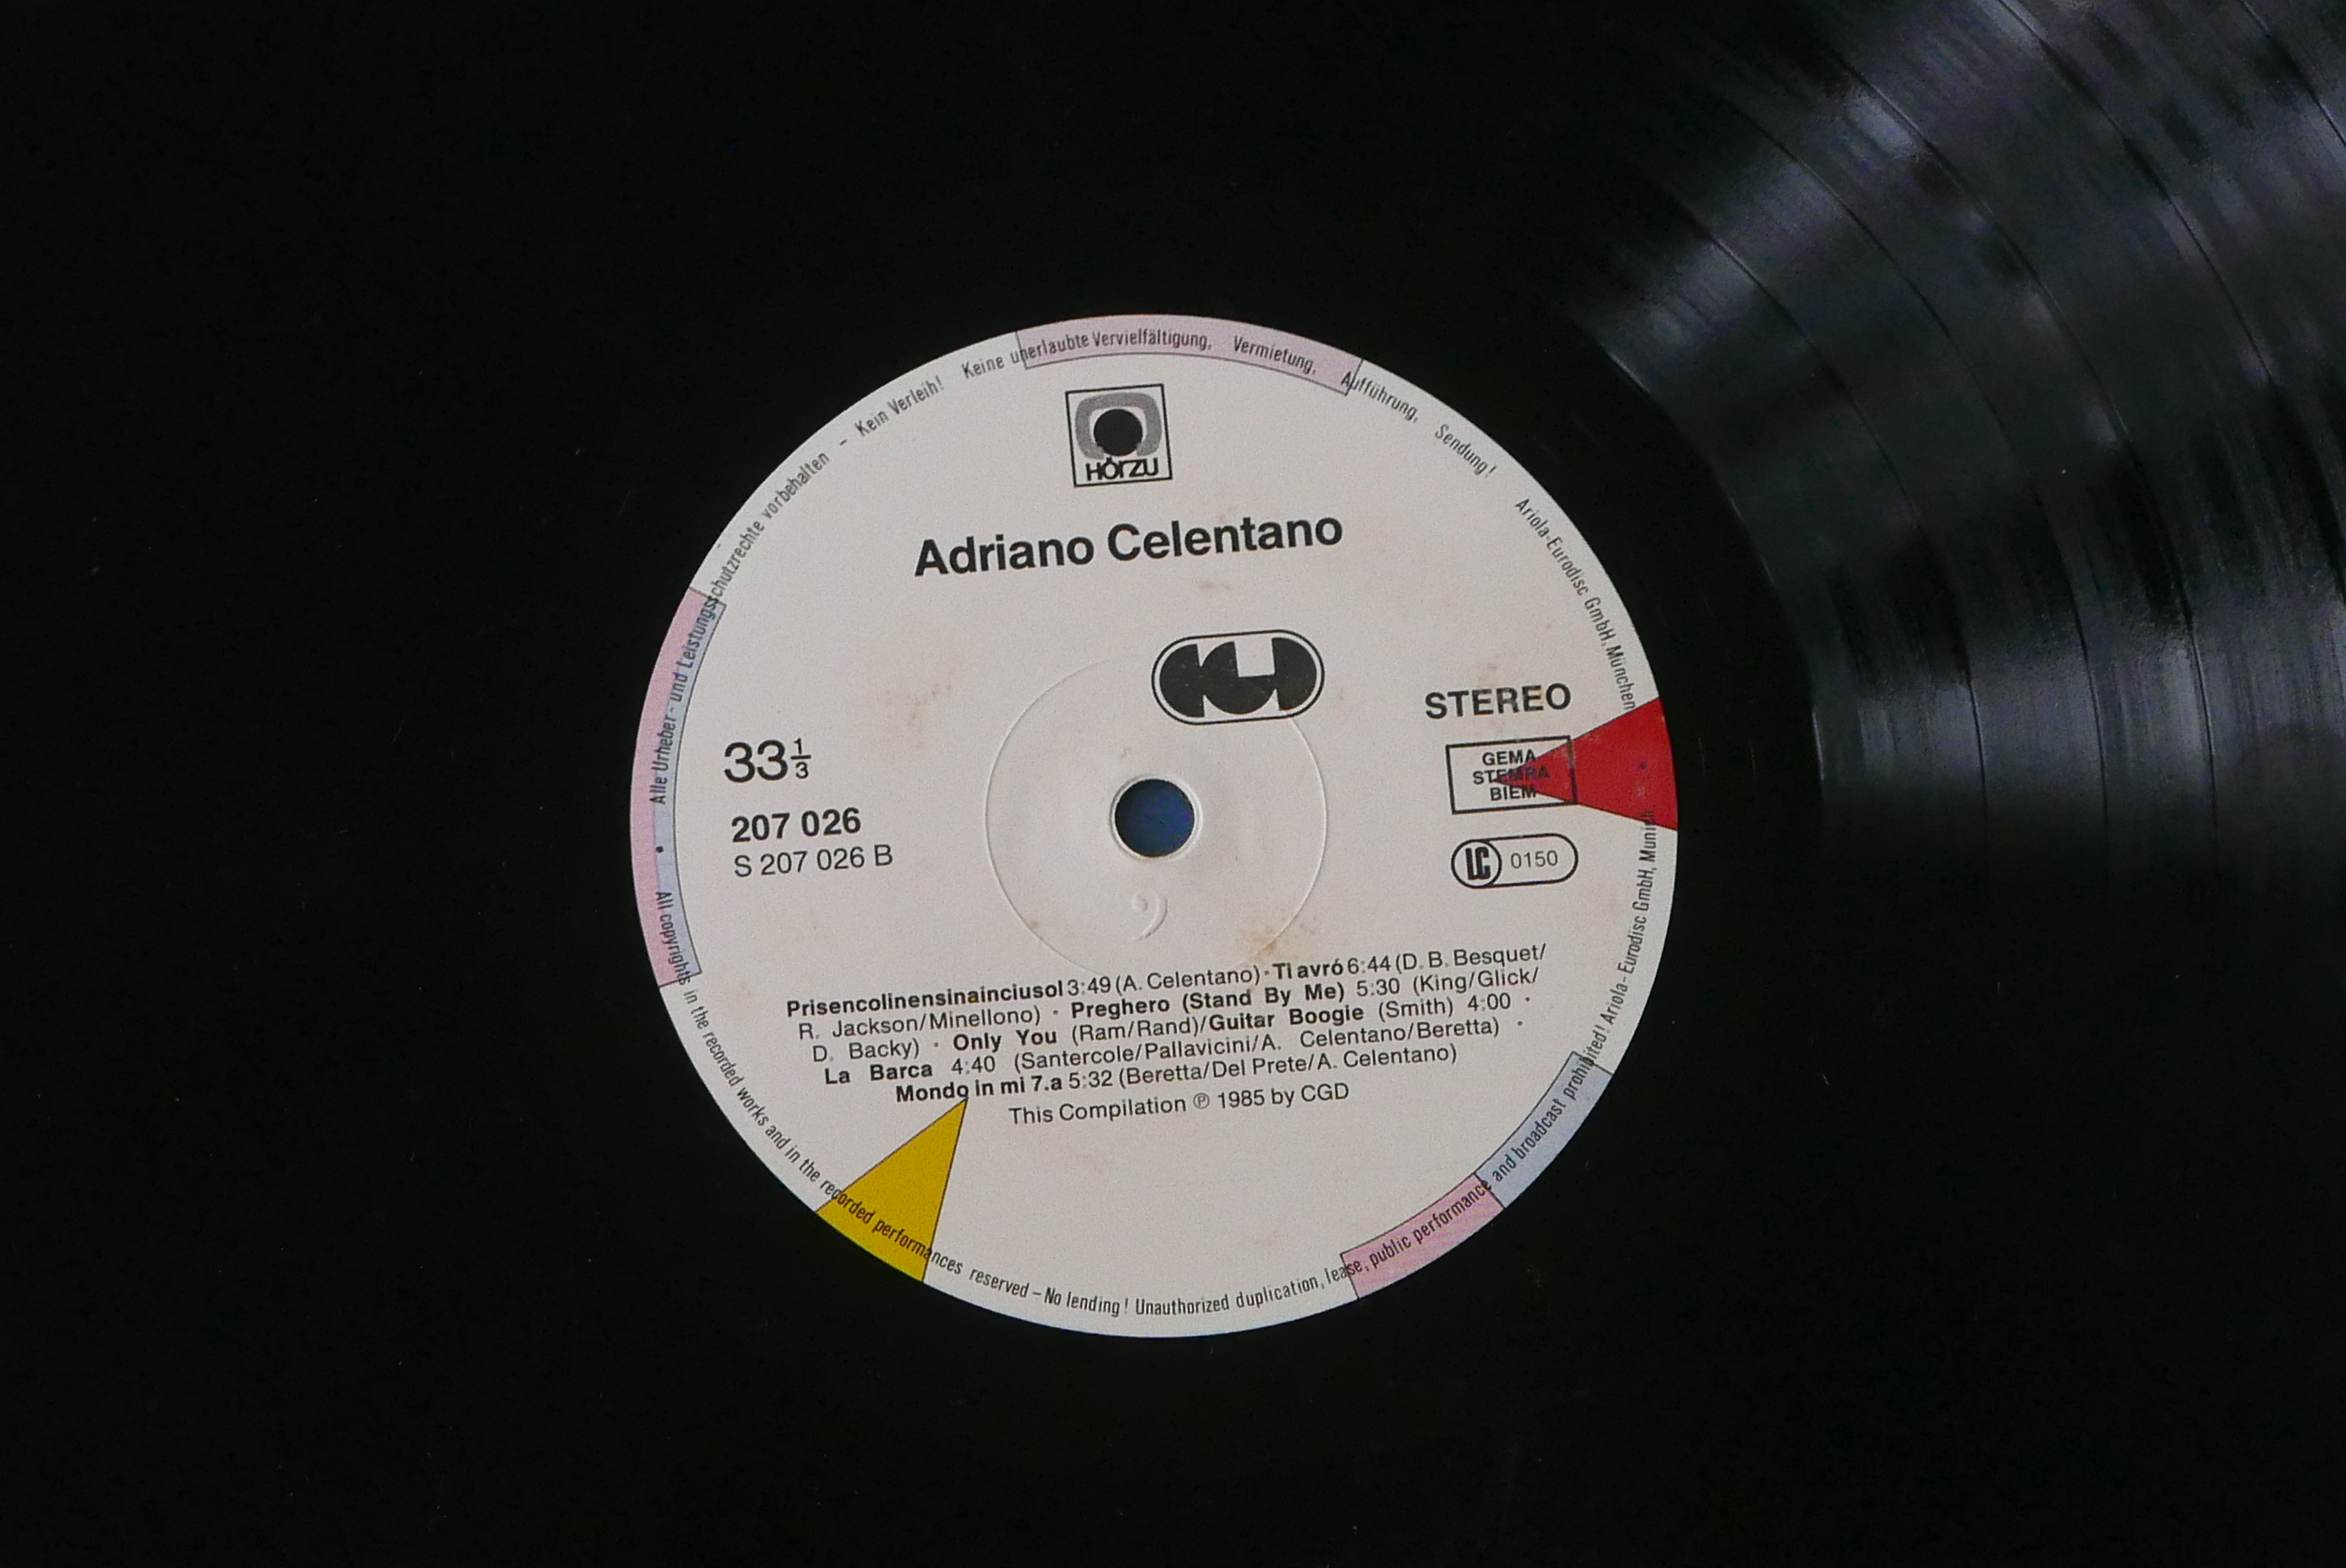 HÖRZU
Adriano Celentano
STEREO
33 1/3
GEMA
STEMRA
BIEM
207 026
S 207 026 B
LC 0150
Prisencolinensinainciusol 3:49 (A. Celentano) · Ti avró 6:44 (D. B. Besquet/
R. Jackson/Minellono) · Preghero (Stand By Me) 5:30 (King/Glick/
D. Backy) · Only You (Ram/Rand)/Guitar Boogie (Smith) 4:00 ·
La Barca 4:40 (Santercole/Pallavicini/A. Celentano/Beretta) ·
Mondo in mi 7.a 5:32 (Beretta/Del Prete/A. Celentano)
This Compilation ℗ 1985 by CGD
Alle Urheber- und Leistungsschutzrechte vorbehalten – Kein Verleih! Keine unerlaubte Vervielfältigung, Vermietung, Aufführung, Sendung! Ariola-Eurodisc GmbH, München •
All copyrights in the recorded works and in the recorded performances reserved – No lending! Unauthorized duplication, lease, public performance and broadcast prohibited! Ariola-Eurodisc GmbH, Munich •